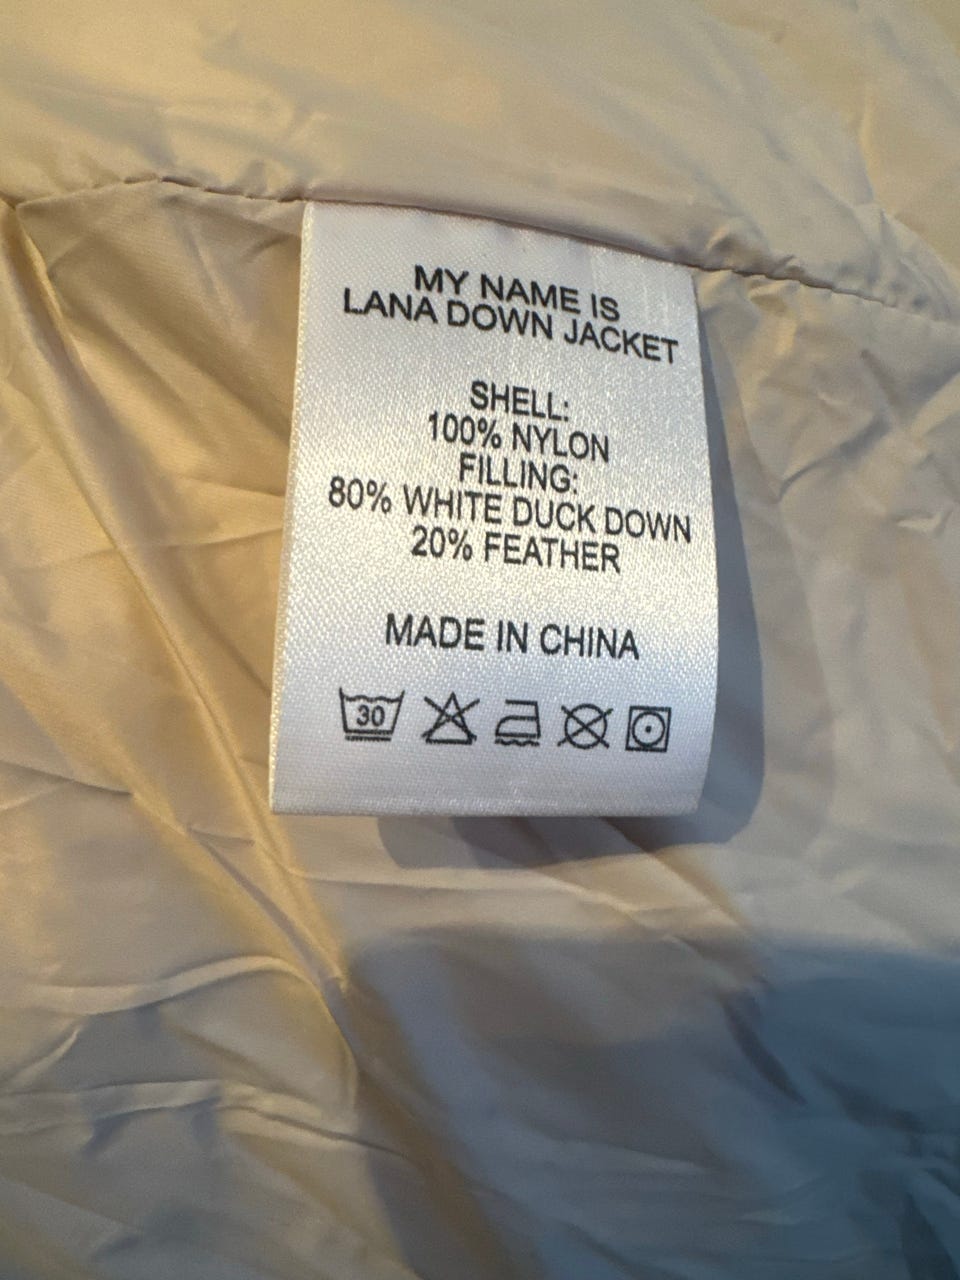 MY NAME IS
LANA DOWN JACKET
SHELL:
100% NYLON
FILLING:
80% WHITE DUCK DOWN
20% FEATHER
MADE IN CHINA
30